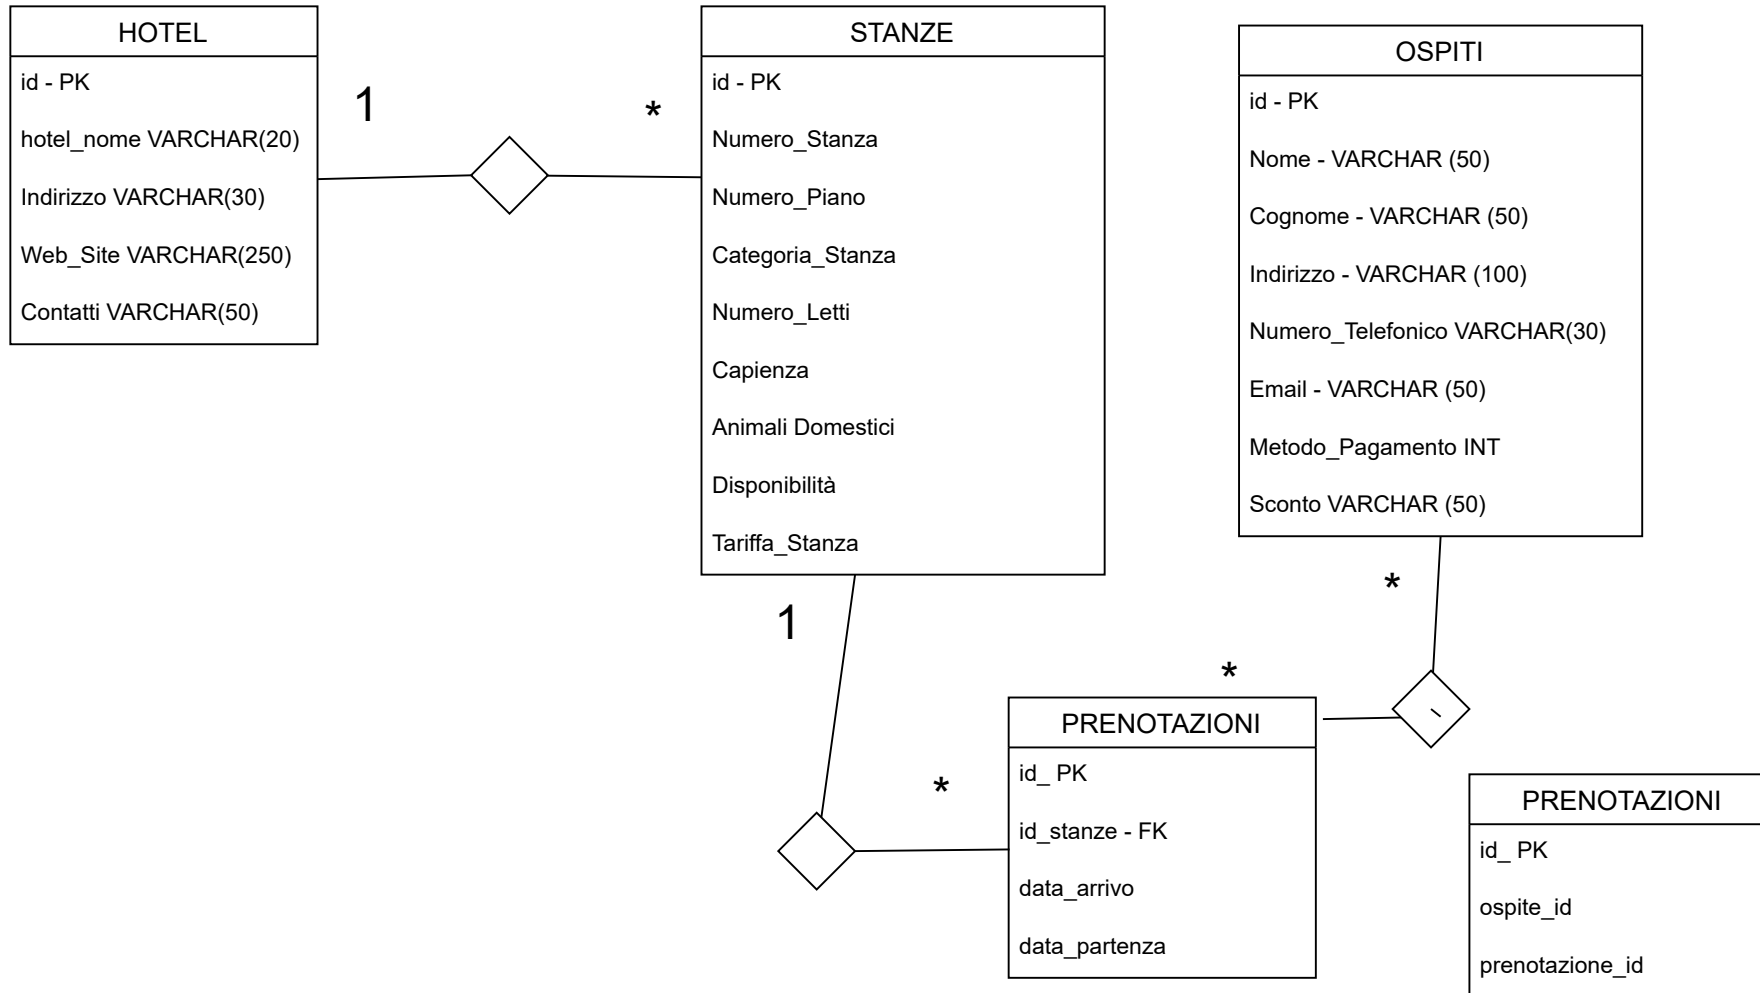 HOTEL
id - PK
hotel_nome VARCHAR(20)
Indirizzo VARCHAR(30)
Web_Site VARCHAR(250)
Contatti VARCHAR(50)
1
*
STANZE
id - PK
Numero_Stanza
Numero_Piano
Categoria_Stanza
Numero_Letti
Capienza
Animali Domestici
Disponibilità
Tariffa_Stanza
OSPITI
id - PK
Nome - VARCHAR (50)
Cognome - VARCHAR (50)
Indirizzo - VARCHAR (100)
Numero_Telefonico VARCHAR(30)
Email - VARCHAR (50)
Metodo_Pagamento INT
Sconto VARCHAR (50)
1
*
*
*
PRENOTAZIONI
id_ PK
id_stanze - FK
data_arrivo
data_partenza
PRENOTAZIONI
id_ PK
ospite_id
prenotazione_id